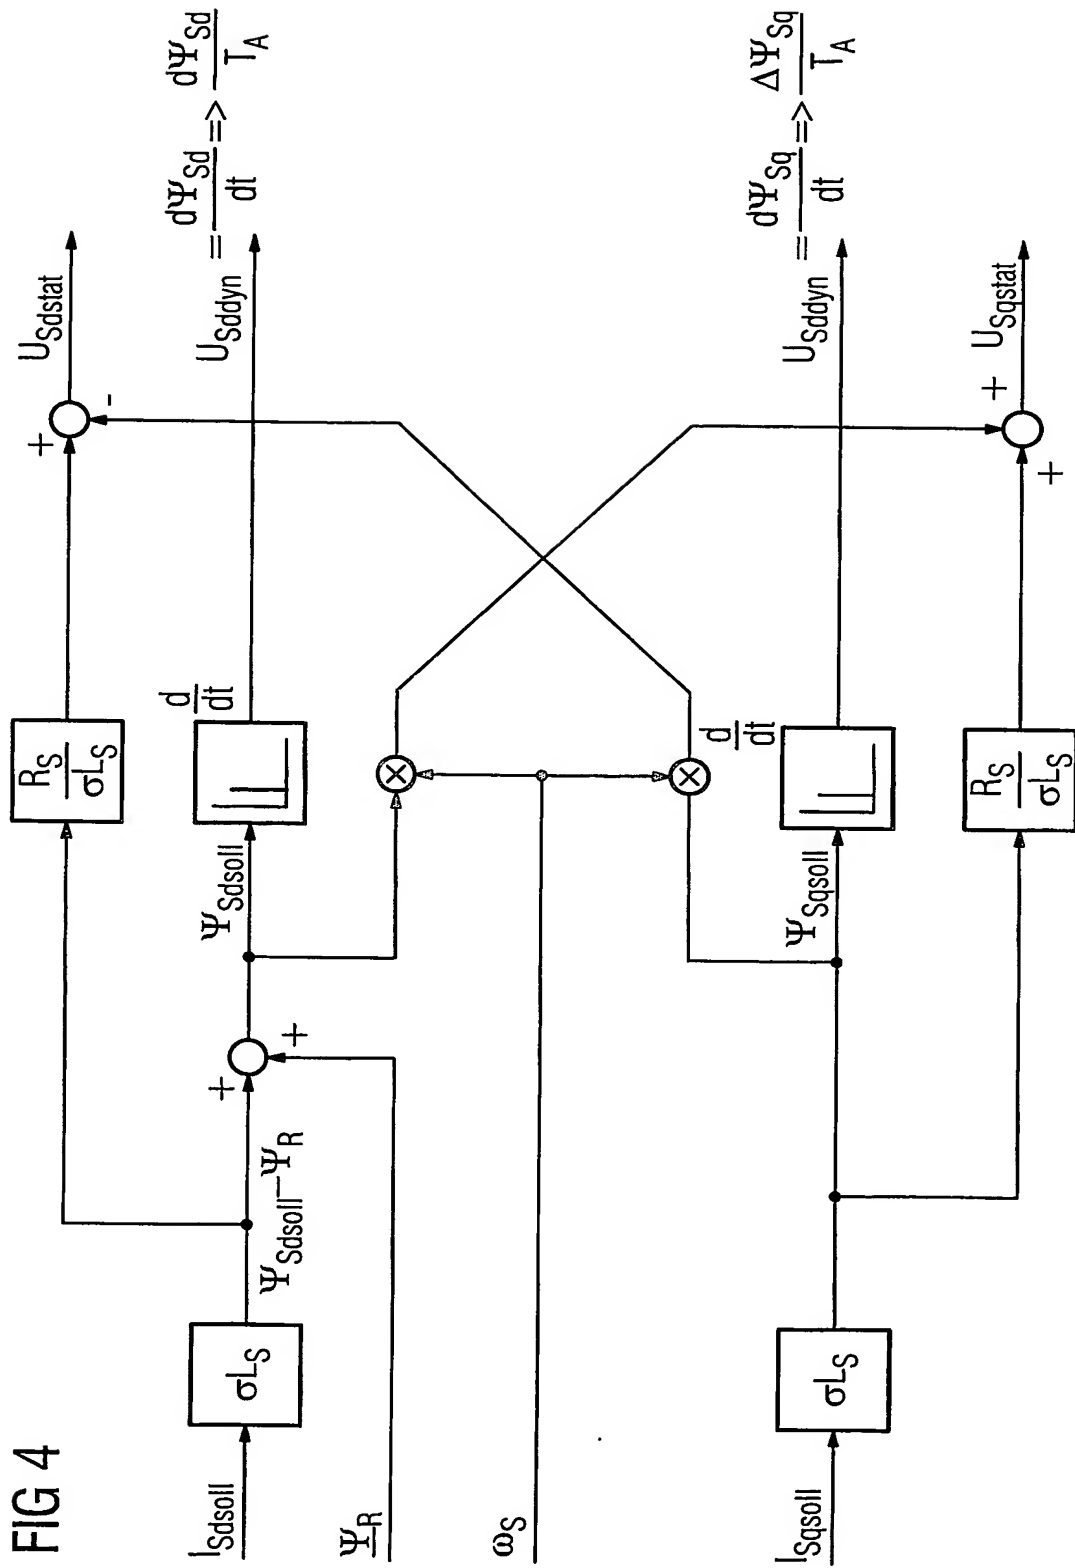 FIG 4
I_Sdsoll
σL_S
Ψ_Sdsoll-Ψ_R
+
+
Ψ_R
R_S
σL_S
Ψ_Sdsoll
d
dt
+
-
U_Sdstat
U_Sddyn
= dΨ_Sd/dt ⇒ dΨ_Sd/T_A
ω_S
×
×
I_Sqsoll
σL_S
Ψ_Sqsoll
d
dt
R_S
σL_S
U_Sddyn
= dΨ_Sq/dt ⇒ ΔΨ_Sq/T_A
+
+
U_Sqstat